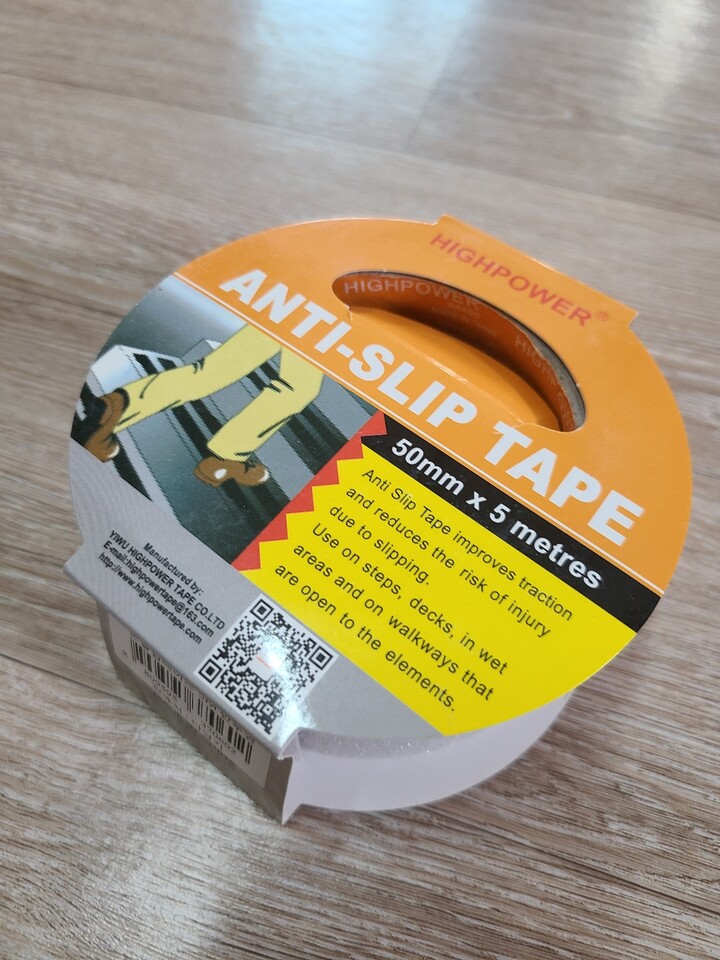 HIGHPOWER®
HIGHPOWER
ANTI-SLIP TAPE
50mm x 5 metres
Anti Slip Tape improves traction
and reduces the risk of injury
due to slipping.
Use on steps, decks, in wet
areas and on walkways that
are open to the elements.
Manufactured by:
YIWU HIGHPOWER TAPE CO.LTD
E-mail:highpowertape@163.com
http://www.highpowertape.com